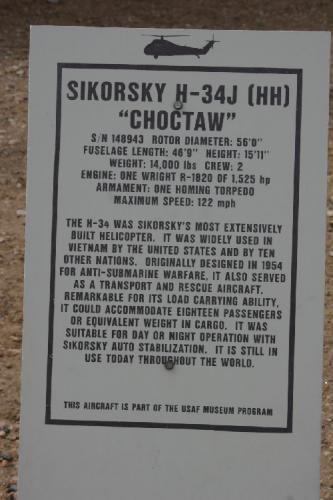 SIKORSKY H-34J (HH)
"CHOCTAW"
S/N 148943 ROTOR DIAMETER: 56'0"
FUSELAGE LENGTH: 46'9" HEIGHT: 15'11"
WEIGHT: 14,000 lbs CREW: 2
ENGINE: ONE WRIGHT R-1820 OF 1,525 hp
ARMAMENT: ONE HOMING TORPEDO
MAXIMUM SPEED: 122 mph
THE H-34 WAS SIKORSKY'S MOST EXTENSIVELY
BUILT HELICOPTER. IT WAS WIDELY USED IN
VIETNAM BY THE UNITED STATES AND BY TEN
OTHER NATIONS. ORIGINALLY DESIGNED IN 1954
FOR ANTI-SUBMARINE WARFARE, IT ALSO SERVED
AS A TRANSPORT AND RESCUE AIRCRAFT.
REMARKABLE FOR ITS LOAD CARRYING ABILITY,
IT COULD ACCOMMODATE EIGHTEEN PASSENGERS
OR EQUIVALENT WEIGHT IN CARGO. IT WAS
SUITABLE FOR DAY OR NIGHT OPERATION WITH
SIKORSKY AUTO STABILIZATION. IT IS STILL IN
USE TODAY THROUGHOUT THE WORLD.
THIS AIRCRAFT IS PART OF THE USAF MUSEUM PROGRAM